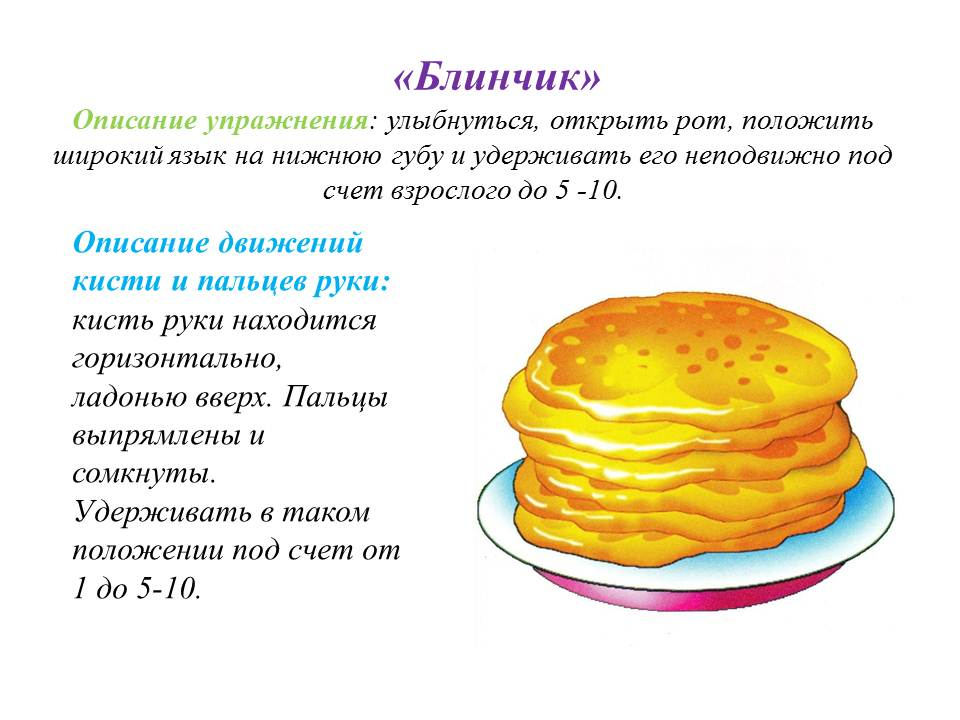 «Блинчик»
Описание упражнения: улыбнуться, открыть рот, положить
широкий язык на нижнюю губу и удерживать его неподвижно под
счет взрослого до 5 -10.
Описание движений
кисти и пальцев руки:
кисть руки находится
горизонтально,
ладонью вверх. Пальцы
выпрямлены и
сомкнуты.
Удерживать в таком
положении под счет от
1 до 5-10.